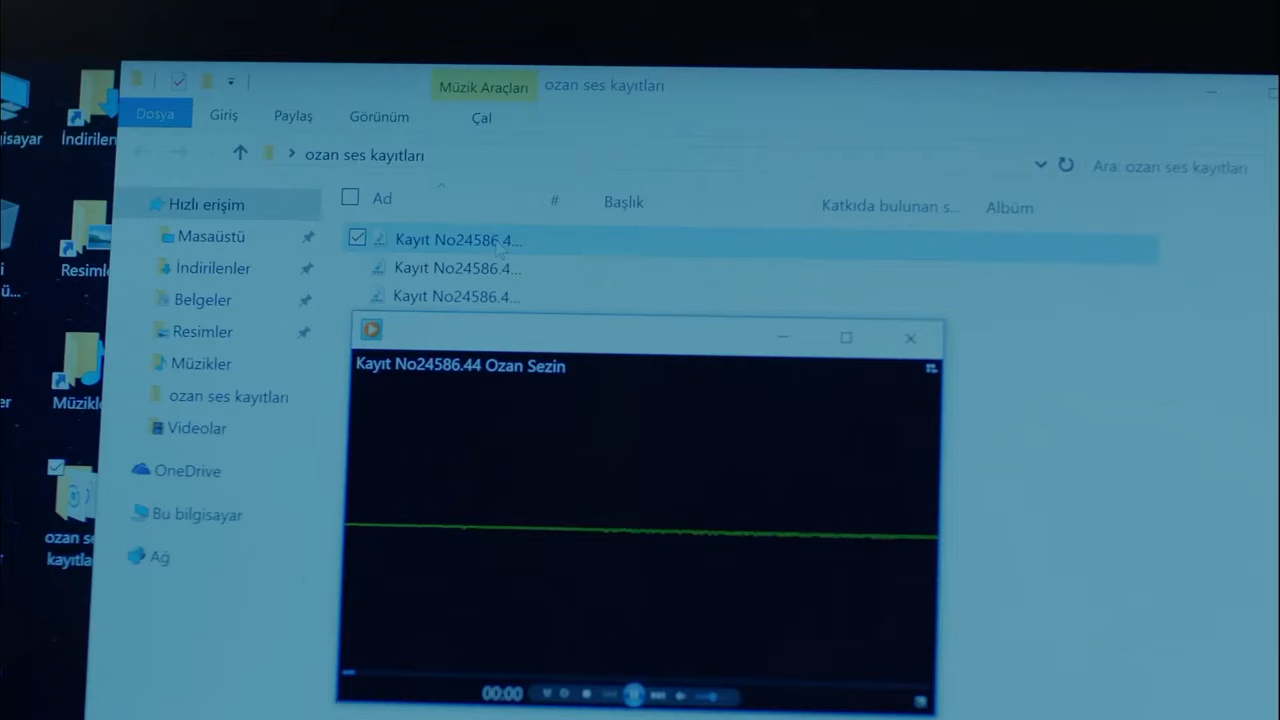 Müzik Araçları ozan ses kayıtları
Dosya Giriş Paylaş Görünüm Çal
ozan ses kayıtları Ara: ozan ses kayıtları
Ad # Başlık Katkıda bulunan s... Albüm
Kayıt No24586.4...
Kayıt No24586.4...
Kayıt No24586.4...
Hızlı erişim
Masaüstü
İndirilenler
Belgeler
Resimler
Müzikler
ozan ses kayıtları
Videolar
OneDrive
Bu bilgisayar
Ağ
Kayıt No24586.44 Ozan Sezin
00:00
İndirilen
Resiml
Müzikl
ozan se
kayıtla